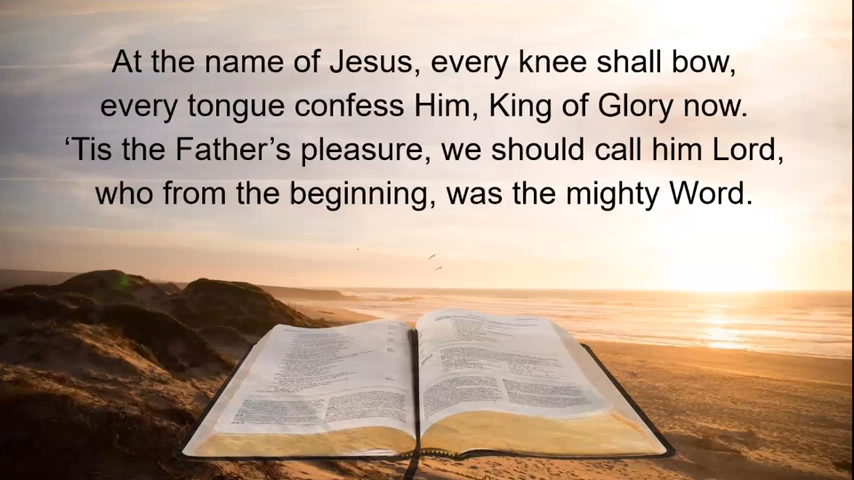 At the name of Jesus, every knee shall bow,
every tongue confess Him, King of Glory now.
‘Tis the Father’s pleasure, we should call him Lord,
who from the beginning, was the mighty Word.